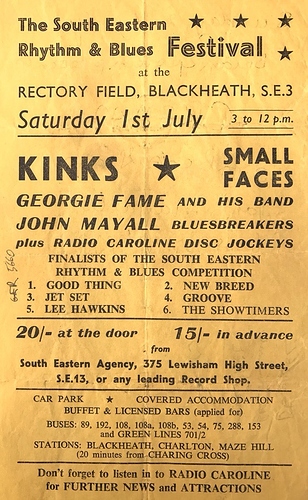 The South Eastern ★ ★ ★
Rhythm & Blues Festival ★
at the
RECTORY FIELD, BLACKHEATH, S.E.3
Saturday 1st July 3 to 12 p.m.
KINKS ★ SMALL
FACES
GEORGIE FAME AND HIS BAND
JOHN MAYALL BLUESBREAKERS
plus RADIO CAROLINE DISC JOCKEYS
FINALISTS OF THE SOUTH EASTERN
RHYTHM & BLUES COMPETITION
1. GOOD THING 2. NEW BREED
3. JET SET 4. GROOVE
5. LEE HAWKINS 6. THE SHOWTIMERS
20/- at the door 15/- in advance
from
South Eastern Agency, 375 Lewisham High Street,
S.E.13, or any leading Record Shop.
CAR PARK ★ COVERED ACCOMMODATION
BUFFET & LICENSED BARS (applied for)
BUSES: 89, 192, 108, 108a, 108b, 53, 54, 75, 288, 153
and GREEN LINES 701/2
STATIONS: BLACKHEATH, CHARLTON, MAZE HILL
(20 minutes from CHARING CROSS)
Don't forget to listen in to RADIO CAROLINE
for FURTHER NEWS and ATTRACTIONS